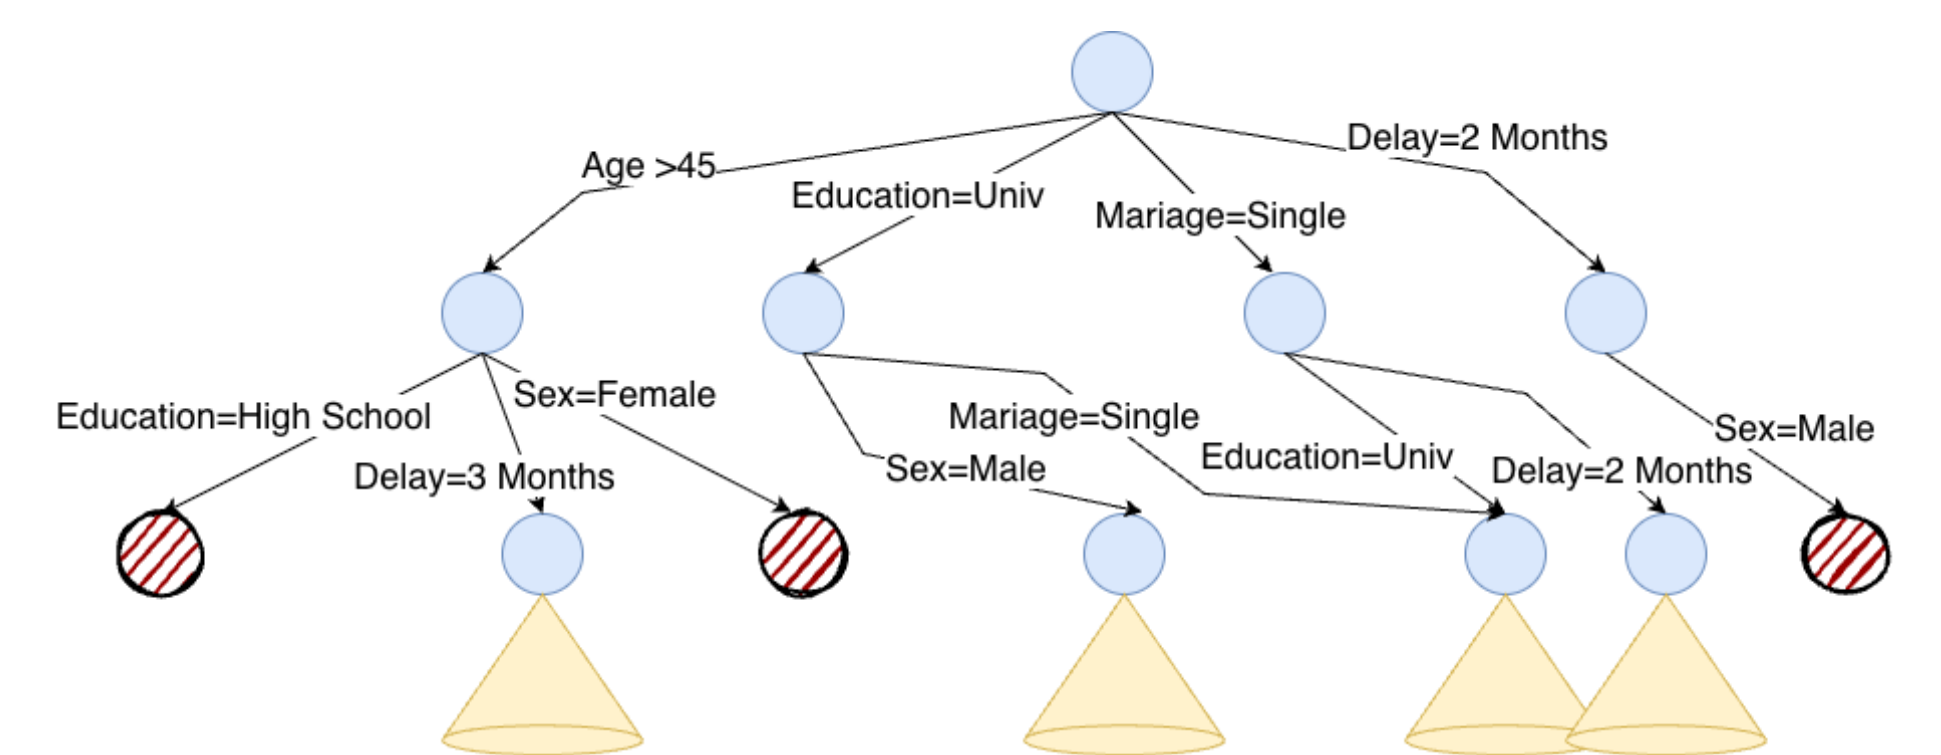 Delay=2 Months
Age >45
Education=Univ
Mariage=Single
Sex=Female
Education=High School
Mariage=Single
Sex=Male
Education=Univ
Sex=Male
Delay=2 Months
Delay=3 Months